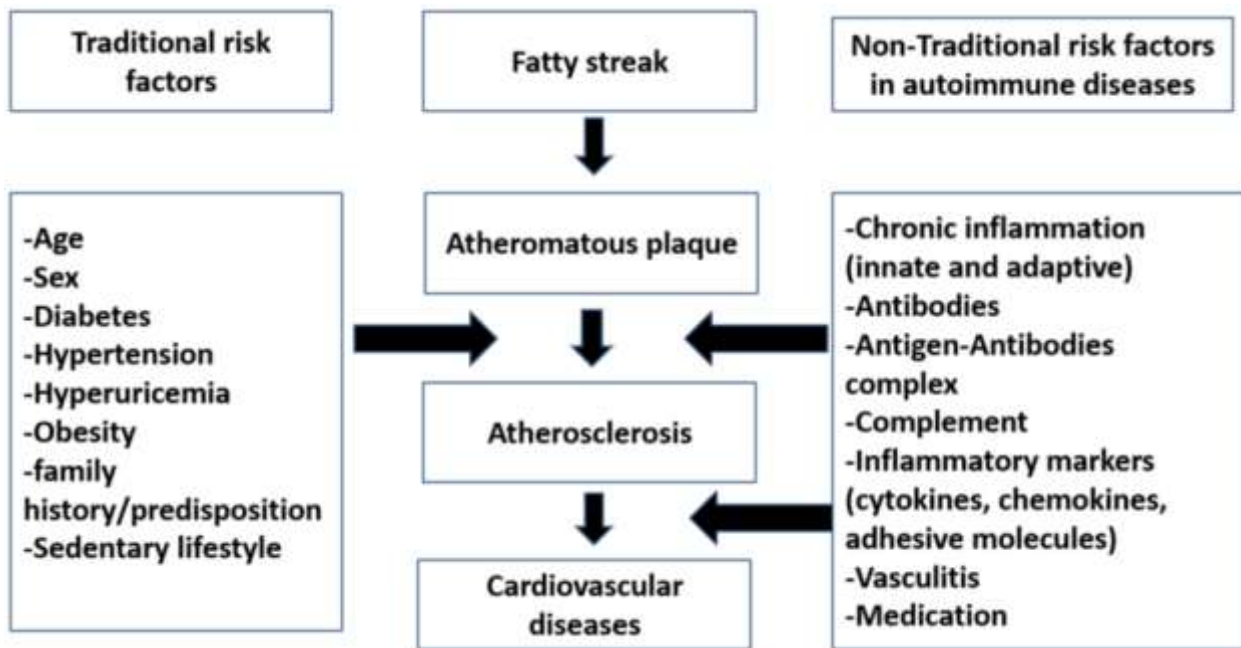 Traditional risk
factors
Fatty streak
Non-Traditional risk factors
in autoimmune diseases
-Age
-Sex
-Diabetes
-Hypertension
-Hyperuricemia
-Obesity
-family
history/predisposition
-Sedentary lifestyle
Atheromatous plaque
Atherosclerosis
Cardiovascular
diseases
-Chronic inflammation
(innate and adaptive)
-Antibodies
-Antigen-Antibodies
complex
-Complement
-Inflammatory markers
(cytokines, chemokines,
adhesive molecules)
-Vasculitis
-Medication